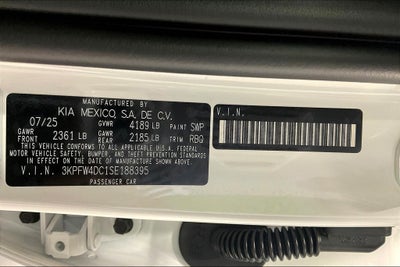 MANUFACTURED BY
KIA MEXICO, S.A. DE C.V.
07/25 GVWR 4189 LB PAINT SWP
GAWR FRONT 2361 LB GAWR REAR 2185 LB TRIM RBG
THIS VEHICLE CONFORMS TO ALL APPLICABLE U.S.A. FEDERAL
MOTOR VEHICLE SAFETY, BUMPER, AND THEFT PREVENTION STANDARDS
IN EFFECT ON THE DATE OF MANUFACTURE SHOWN ABOVE.
V.I.N. 3KPFW4DC1SE188395
PASSENGER CAR
V.I.N.